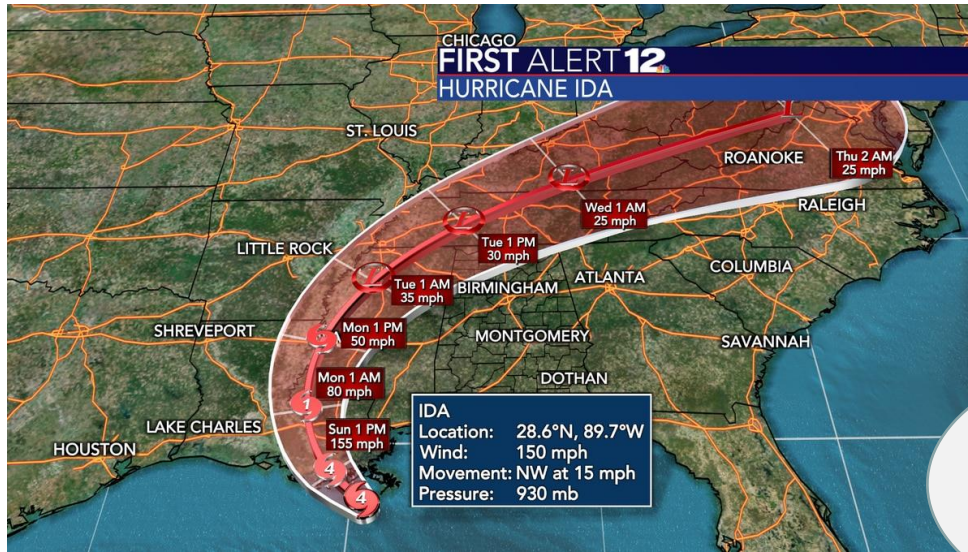 CHICAGO
FIRST ALERT 12
HURRICANE IDA
ST. LOUIS
ROANOKE
Thu 2 AM
25 mph
Wed 1 AM
25 mph
RALEIGH
LITTLE ROCK
Tue 1 PM
30 mph
Tue 1 AM
35 mph
BIRMINGHAM
ATLANTA
COLUMBIA
SHREVEPORT
Mon 1 PM
50 mph
MONTGOMERY
SAVANNAH
Mon 1 AM
80 mph
DOTHAN
1
LAKE CHARLES
Sun 1 PM
155 mph
HOUSTON
4
4
IDA
Location: 28.6°N, 89.7°W
Wind: 150 mph
Movement: NW at 15 mph
Pressure: 930 mb
L
L
L